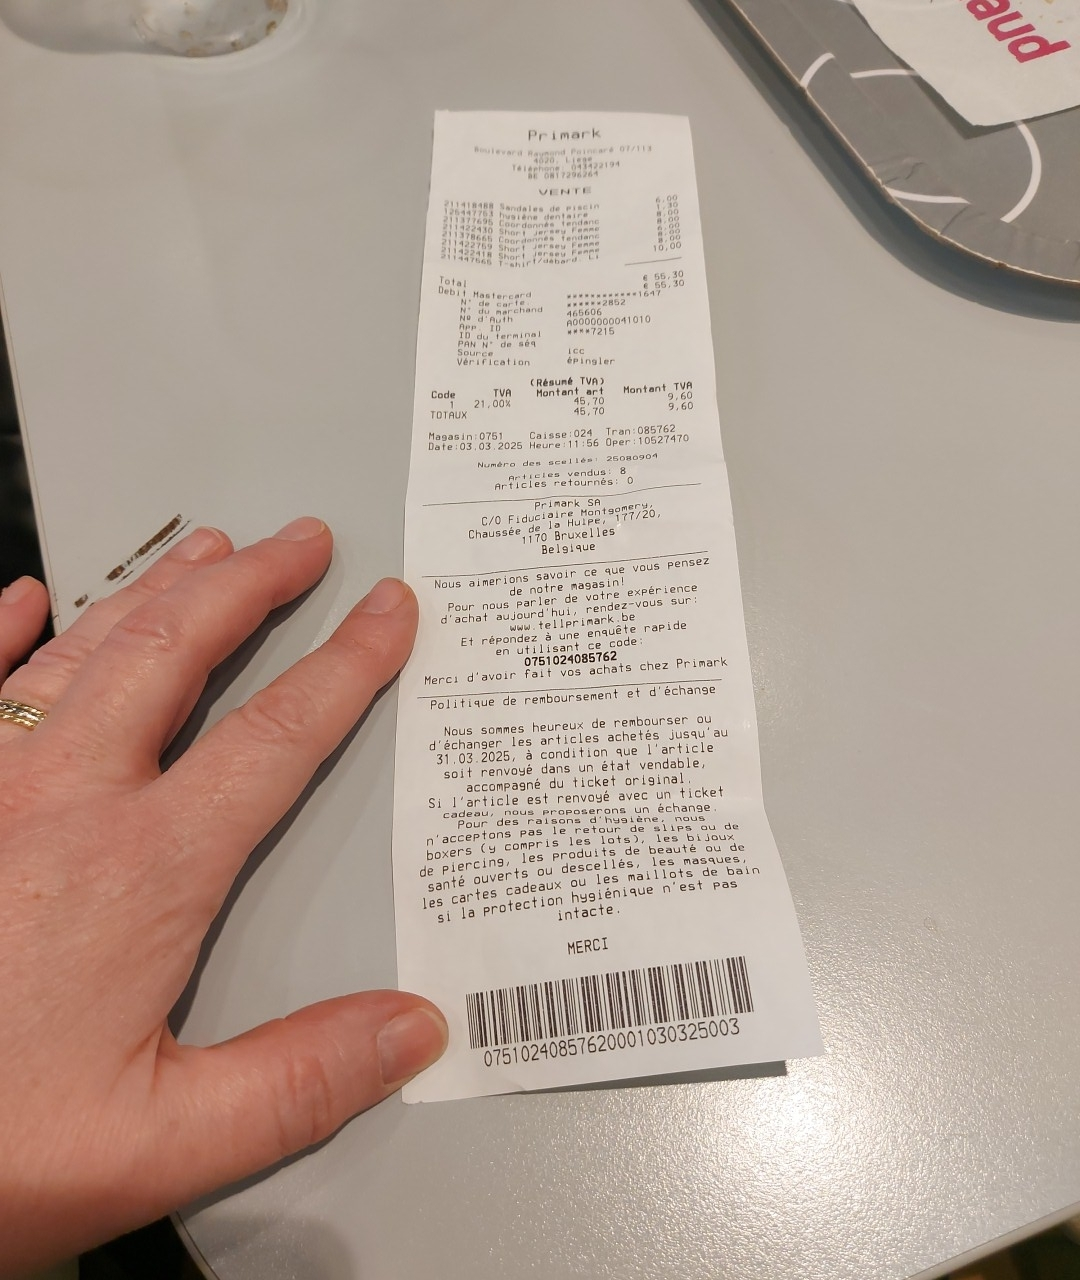 Primark
Boulevard Raymond Poincaré 07/113
4020, Liège
Téléphone: 043422194
BE 0817296264
VENTE
211418488 Sandales de piscin 6,00
126447753 hygiène dentaire 1,30
211377695 Coordonnés tendanc 8,00
211422430 Short jersey Femme 6,00
211378665 Coordonnés tendanc 8,00
211422759 Short jersey Femme 8,00
211422418 Short jersey Femme
211447565 T-shirt/débard. Li 10,00
Total € 55,30
Debit Mastercard € 55,30
N° de carte ************1647
N° du marchand ******2852
Nº d'Auth 465606
App. ID A0000000041010
ID du terminal ****7215
PAN N° de séq
Source icc
Vérification épingler
(Résumé TVA)
Code TVA Montant art Montant TVA
1 21,00% 45,70 9,60
TOTAUX 45,70 9,60
Magasin:0751 Caisse:024 Tran:085762
Date:03.03.2025 Heure:11:56 Oper:10527470
Numéro des scellés: 25080904
Articles vendus: 8
Articles retournés: 0
Primark SA
C/O Fiduciaire Montgomery,
Chaussée de la Hulpe, 177/20,
1170 Bruxelles
Belgique
Nous aimerions savoir ce que vous pensez
de notre magasin!
Pour nous parler de votre expérience
d'achat aujourd'hui, rendez-vous sur:
www.tellprimark.be
Et répondez à une enquête rapide
en utilisant ce code:
0751024085762
Merci d'avoir fait vos achats chez Primark
Politique de remboursement et d'échange
Nous sommes heureux de rembourser ou
d'échanger les articles achetés jusqu'au
31.03.2025, à condition que l'article
soit renvoyé dans un état vendable,
accompagné du ticket original.
Si l'article est renvoyé avec un ticket
cadeau, nous proposerons un échange.
Pour des raisons d'hygiène, nous
n'acceptons pas le retour de slips ou de
boxers (y compris les lots), les bijoux
de piercing, les produits de beauté ou de
santé ouverts ou descellés, les masques,
les cartes cadeaux ou les maillots de bain
si la protection hygiénique n'est pas
intacte.
MERCI
07510240857620001030325003